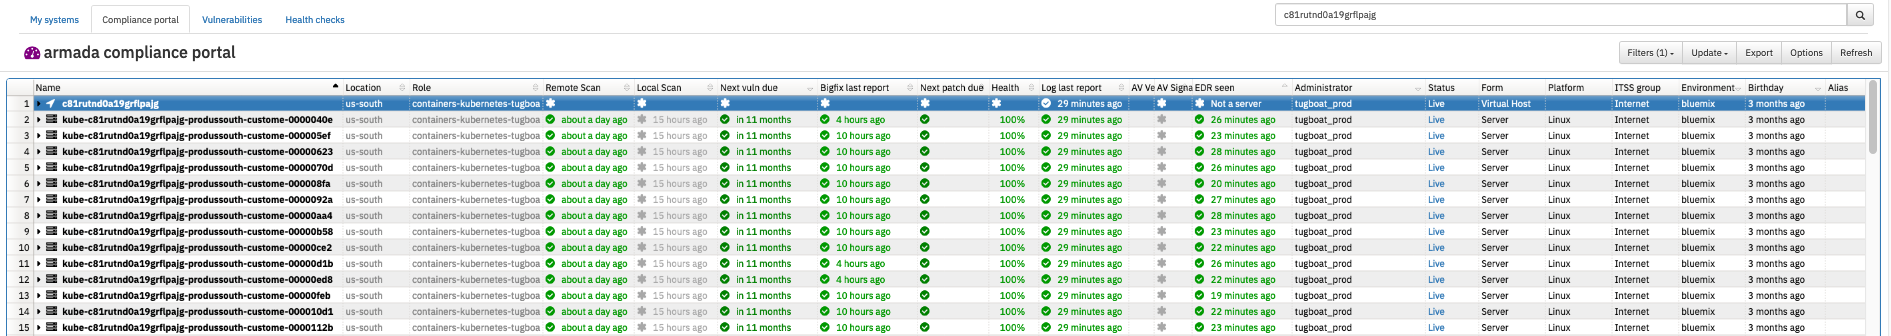 My systems Compliance portal Vulnerabilities Health checks c81rutnd0a19grflpajg
armada compliance portal Filters (1) Update Export Options Refresh
Name Location Role Remote Scan Local Scan Next vuln due Bigfix last report Next patch due Health Log last report AV Ve AV Signa EDR seen Administrator Status Form Platform ITSS group Environment Birthday Alias
1 c81rutnd0a19grflpajg us-south containers-kubernetes-tugboa 29 minutes ago Not a server tugboat_prod Live Virtual Host Internet bluemix 3 months ago
2 kube-c81rutnd0a19grflpajg-produssouth-custome-0000040e us-south containers-kubernetes-tugboa about a day ago 15 hours ago in 11 months 4 hours ago 100% 29 minutes ago 26 minutes ago tugboat_prod Live Server Linux Internet bluemix 3 months ago
3 kube-c81rutnd0a19grflpajg-produssouth-custome-000005ef us-south containers-kubernetes-tugboa about a day ago 15 hours ago in 11 months 10 hours ago 100% 29 minutes ago 23 minutes ago tugboat_prod Live Server Linux Internet bluemix 3 months ago
4 kube-c81rutnd0a19grflpajg-produssouth-custome-00000623 us-south containers-kubernetes-tugboa about a day ago 15 hours ago in 11 months 10 hours ago 100% 29 minutes ago 28 minutes ago tugboat_prod Live Server Linux Internet bluemix 3 months ago
5 kube-c81rutnd0a19grflpajg-produssouth-custome-0000070d us-south containers-kubernetes-tugboa about a day ago 15 hours ago in 11 months 10 hours ago 100% 29 minutes ago 26 minutes ago tugboat_prod Live Server Linux Internet bluemix 3 months ago
6 kube-c81rutnd0a19grflpajg-produssouth-custome-000008fa us-south containers-kubernetes-tugboa about a day ago 15 hours ago in 11 months 10 hours ago 100% 29 minutes ago 20 minutes ago tugboat_prod Live Server Linux Internet bluemix 3 months ago
7 kube-c81rutnd0a19grflpajg-produssouth-custome-0000092a us-south containers-kubernetes-tugboa about a day ago 15 hours ago in 11 months 10 hours ago 100% 29 minutes ago 27 minutes ago tugboat_prod Live Server Linux Internet bluemix 3 months ago
8 kube-c81rutnd0a19grflpajg-produssouth-custome-00000aa4 us-south containers-kubernetes-tugboa about a day ago 15 hours ago in 11 months 10 hours ago 100% 29 minutes ago 28 minutes ago tugboat_prod Live Server Linux Internet bluemix 3 months ago
9 kube-c81rutnd0a19grflpajg-produssouth-custome-00000b58 us-south containers-kubernetes-tugboa about a day ago 15 hours ago in 11 months 10 hours ago 100% 29 minutes ago 23 minutes ago tugboat_prod Live Server Linux Internet bluemix 3 months ago
10 kube-c81rutnd0a19grflpajg-produssouth-custome-00000ce2 us-south containers-kubernetes-tugboa about a day ago 15 hours ago in 11 months 10 hours ago 100% 29 minutes ago 22 minutes ago tugboat_prod Live Server Linux Internet bluemix 3 months ago
11 kube-c81rutnd0a19grflpajg-produssouth-custome-00000d1b us-south containers-kubernetes-tugboa about a day ago 15 hours ago in 11 months 4 hours ago 100% 29 minutes ago 26 minutes ago tugboat_prod Live Server Linux Internet bluemix 3 months ago
12 kube-c81rutnd0a19grflpajg-produssouth-custome-00000ed8 us-south containers-kubernetes-tugboa about a day ago 15 hours ago in 11 months 4 hours ago 100% 29 minutes ago 22 minutes ago tugboat_prod Live Server Linux Internet bluemix 3 months ago
13 kube-c81rutnd0a19grflpajg-produssouth-custome-00000feb us-south containers-kubernetes-tugboa about a day ago 15 hours ago in 11 months 10 hours ago 100% 29 minutes ago 19 minutes ago tugboat_prod Live Server Linux Internet bluemix 3 months ago
14 kube-c81rutnd0a19grflpajg-produssouth-custome-000010d1 us-south containers-kubernetes-tugboa about a day ago 15 hours ago in 11 months 10 hours ago 100% 29 minutes ago 22 minutes ago tugboat_prod Live Server Linux Internet bluemix 3 months ago
15 kube-c81rutnd0a19grflpajg-produssouth-custome-0000112b us-south containers-kubernetes-tugboa about a day ago 15 hours ago in 11 months 10 hours ago 100% 29 minutes ago 23 minutes ago tugboat_prod Live Server Linux Internet bluemix 3 months ago